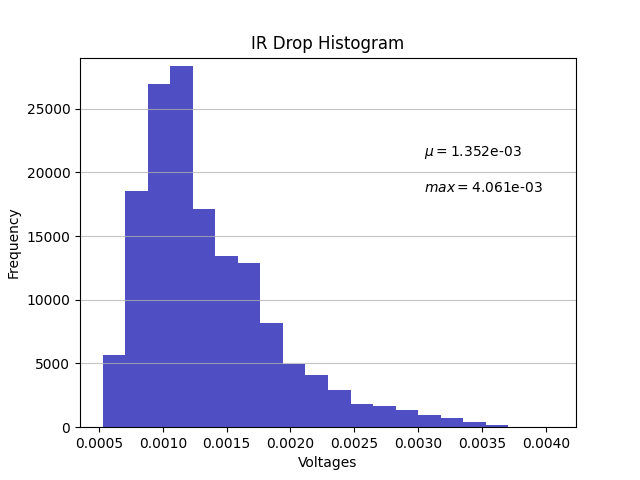 IR Drop Histogram
25000
20000
15000
10000
5000
0
Frequency
μ = 1.352e-03
max = 4.061e-03
0.0005 0.0010 0.0015 0.0020 0.0025 0.0030 0.0035 0.0040
Voltages